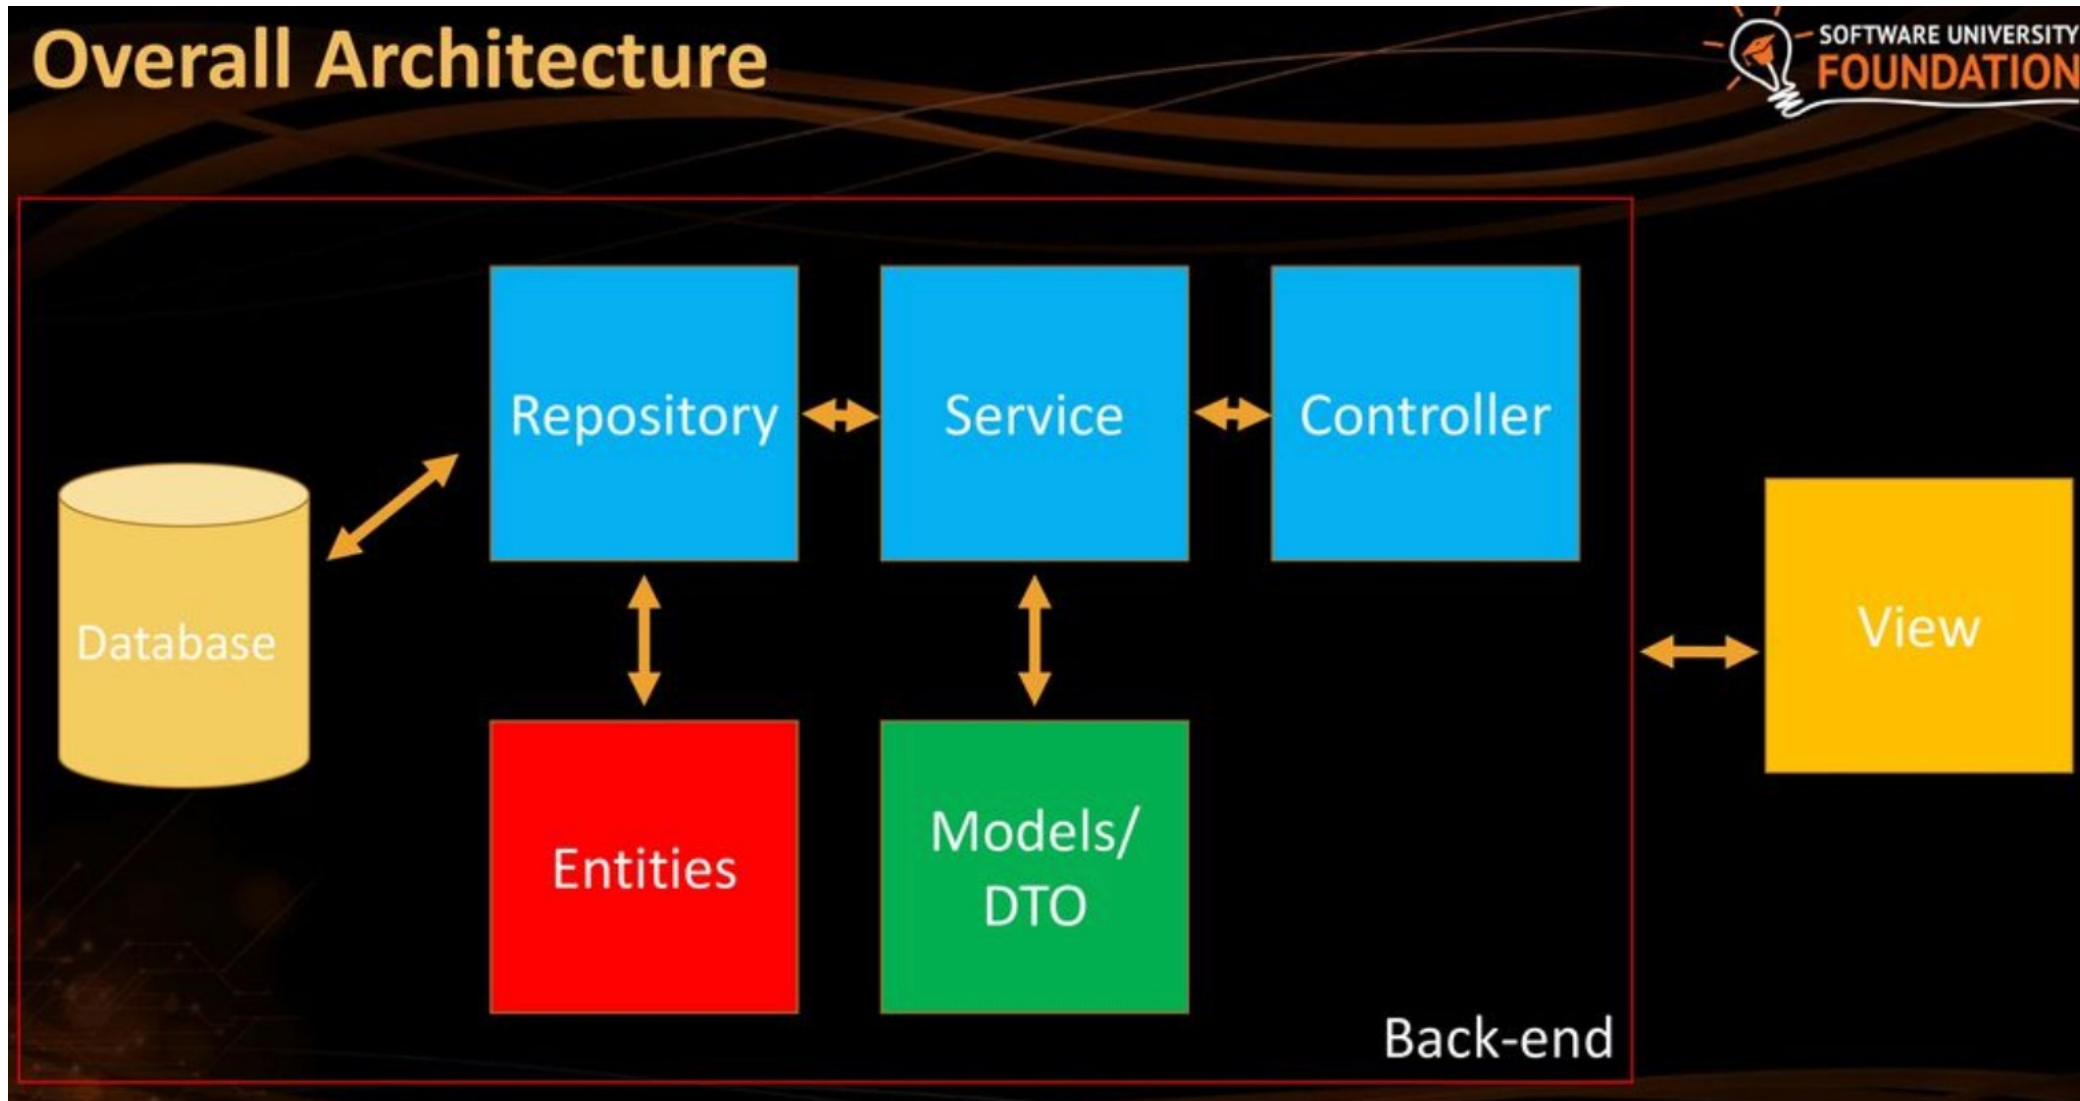 Overall Architecture
SOFTWARE UNIVERSITY
FOUNDATION
Repository
Service
Controller
Database
View
Entities
Models/
DTO
Back-end